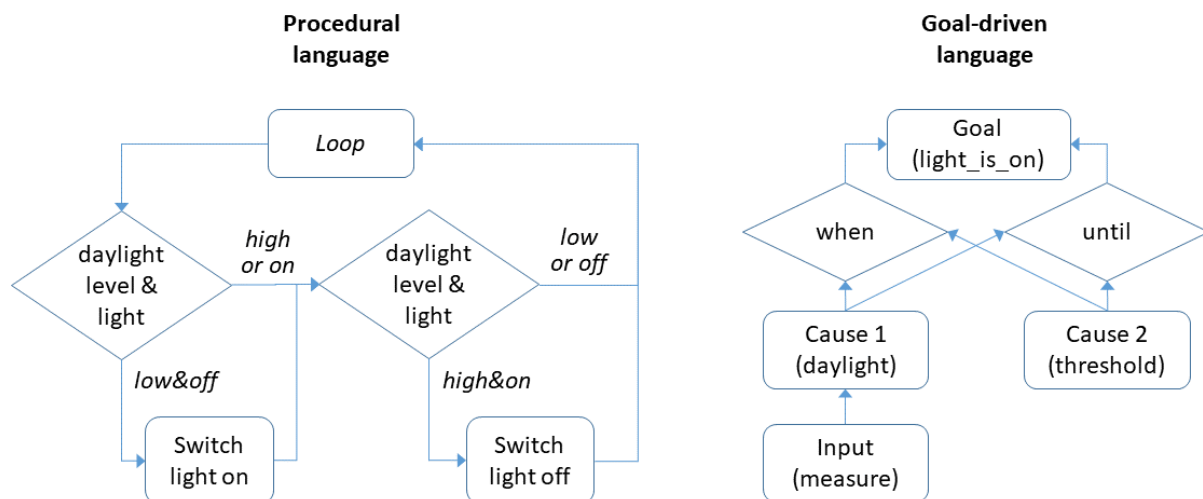 Procedural
language
Loop
daylight
level &
light
high
or on
daylight
level &
light
low
or off
low&off
high&on
Switch
light on
Switch
light off
Goal-driven
language
Goal
(light_is_on)
when
until
Cause 1
(daylight)
Cause 2
(threshold)
Input
(measure)